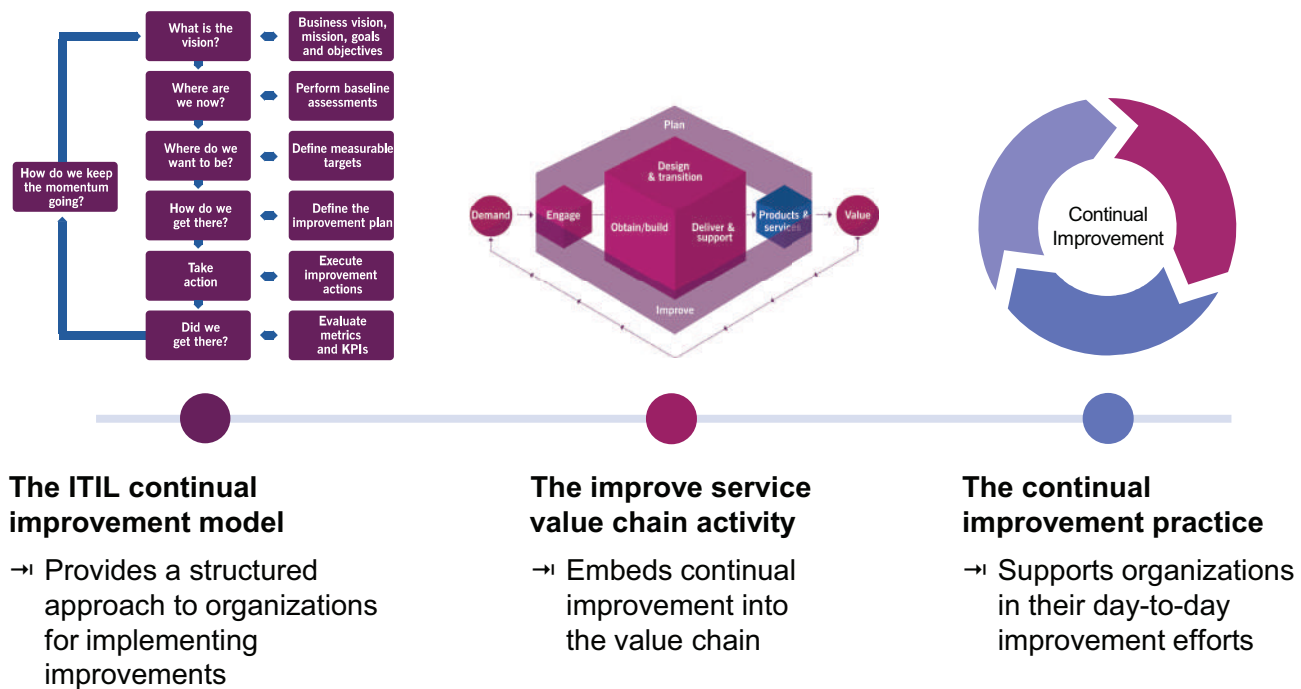 What is the
vision?
Business vision,
mission, goals
and objectives
Where are
we now?
Perform baseline
assessments
Where do we
want to be?
Define measurable
targets
How do we keep
the momentum
going?
How do we
get there?
Define the
improvement plan
Take
action
Execute
improvement
actions
Did we
get there?
Evaluate
metrics
and KPIs
Plan
Design
& transition
Demand
Engage
Obtain/build
Deliver &
support
Products &
services
Value
Improve
Continual
Improvement
The ITIL continual
improvement model
Provides a structured
approach to organizations
for implementing
improvements
The improve service
value chain activity
Embeds continual
improvement into
the value chain
The continual
improvement practice
Supports organizations
in their day-to-day
improvement efforts